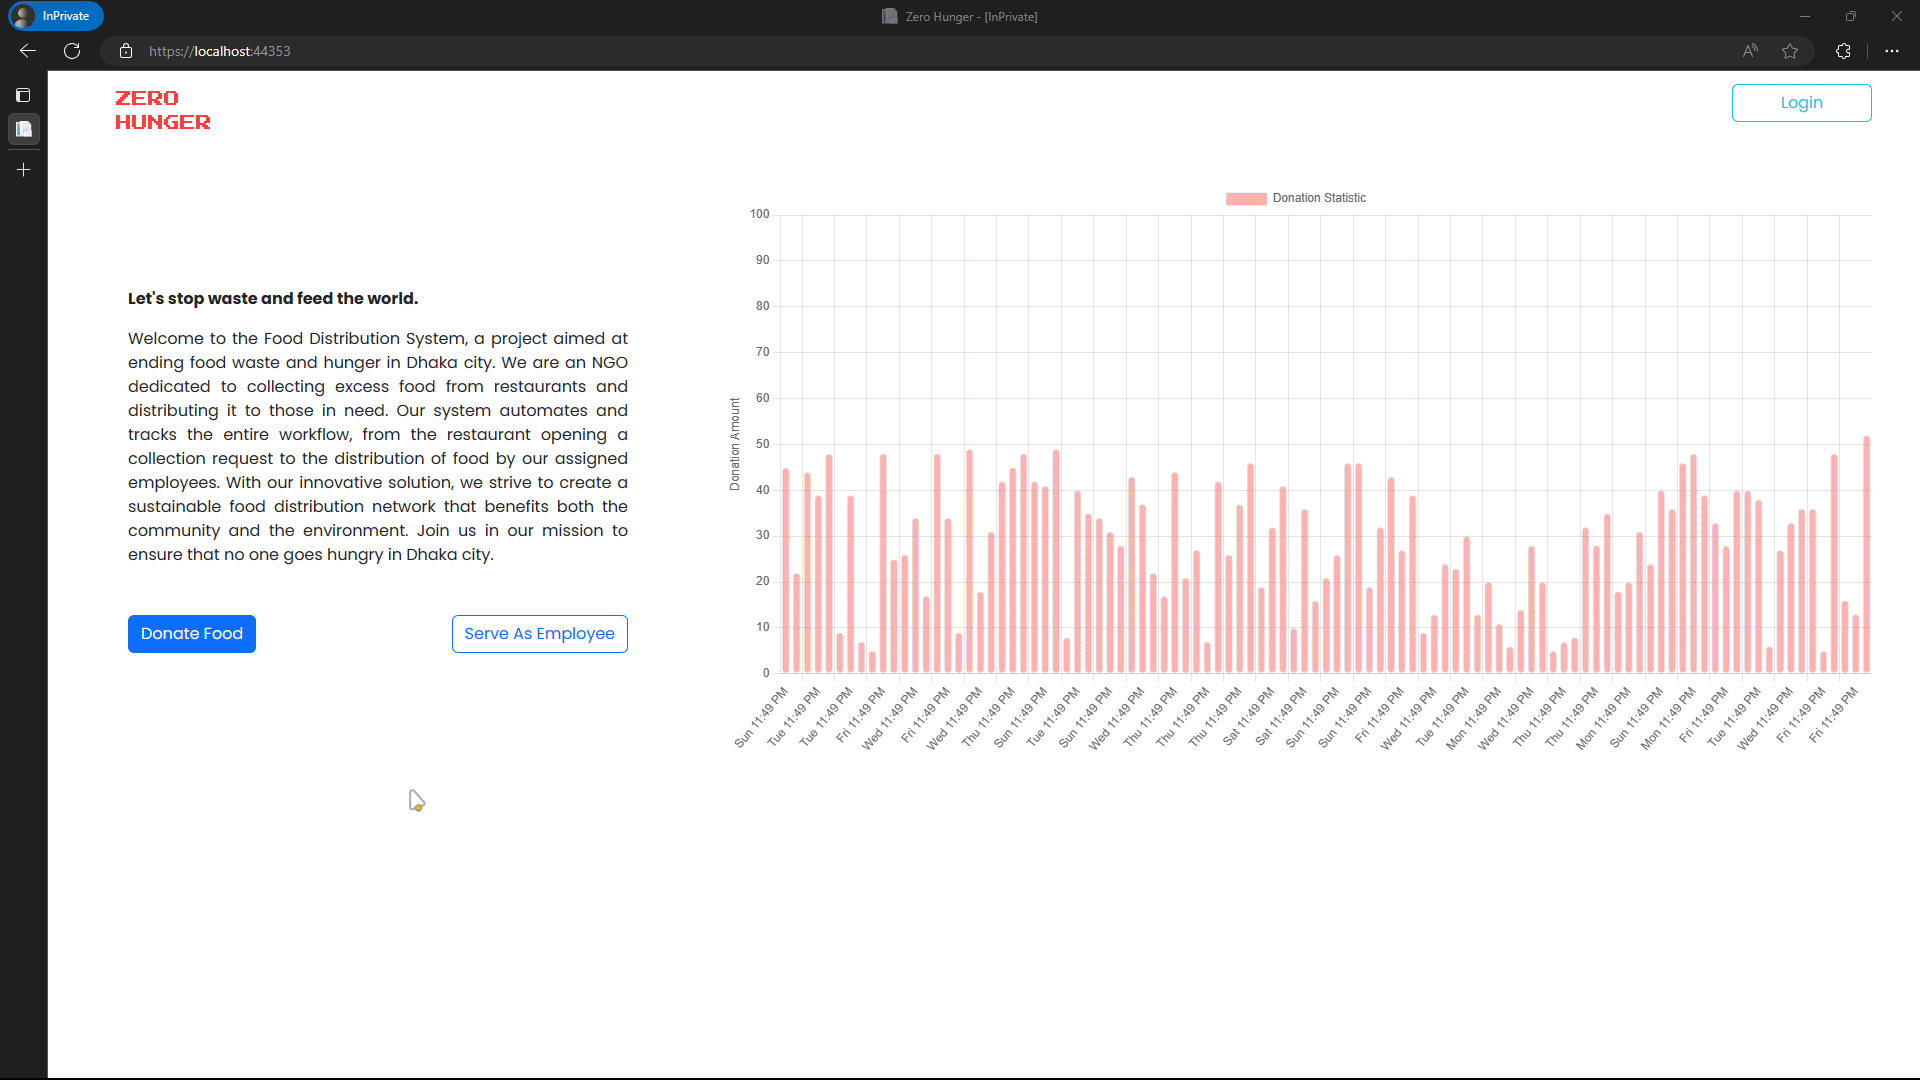 InPrivate
Zero Hunger - [InPrivate]
https://localhost:44353
ZERO
HUNGER
Login
Let's stop waste and feed the world.
Welcome to the Food Distribution System, a project aimed at
ending food waste and hunger in Dhaka city. We are an NGO
dedicated to collecting excess food from restaurants and
distributing it to those in need. Our system automates and
tracks the entire workflow, from the restaurant opening a
collection request to the distribution of food by our assigned
employees. With our innovative solution, we strive to create a
sustainable food distribution network that benefits both the
community and the environment. Join us in our mission to
ensure that no one goes hungry in Dhaka city.
Donate Food
Serve As Employee
Donation Statistic
Donation Amount
100
90
80
70
60
50
40
30
20
10
0
Sun 11:49 PM
Tue 11:49 PM
Tue 11:49 PM
Fri 11:49 PM
Wed 11:49 PM
Fri 11:49 PM
Wed 11:49 PM
Thu 11:49 PM
Sun 11:49 PM
Tue 11:49 PM
Sun 11:49 PM
Wed 11:49 PM
Thu 11:49 PM
Thu 11:49 PM
Thu 11:49 PM
Sat 11:49 PM
Sat 11:49 PM
Sun 11:49 PM
Sun 11:49 PM
Fri 11:49 PM
Wed 11:49 PM
Tue 11:49 PM
Mon 11:49 PM
Wed 11:49 PM
Thu 11:49 PM
Thu 11:49 PM
Mon 11:49 PM
Sun 11:49 PM
Mon 11:49 PM
Fri 11:49 PM
Tue 11:49 PM
Wed 11:49 PM
Fri 11:49 PM
Fri 11:49 PM